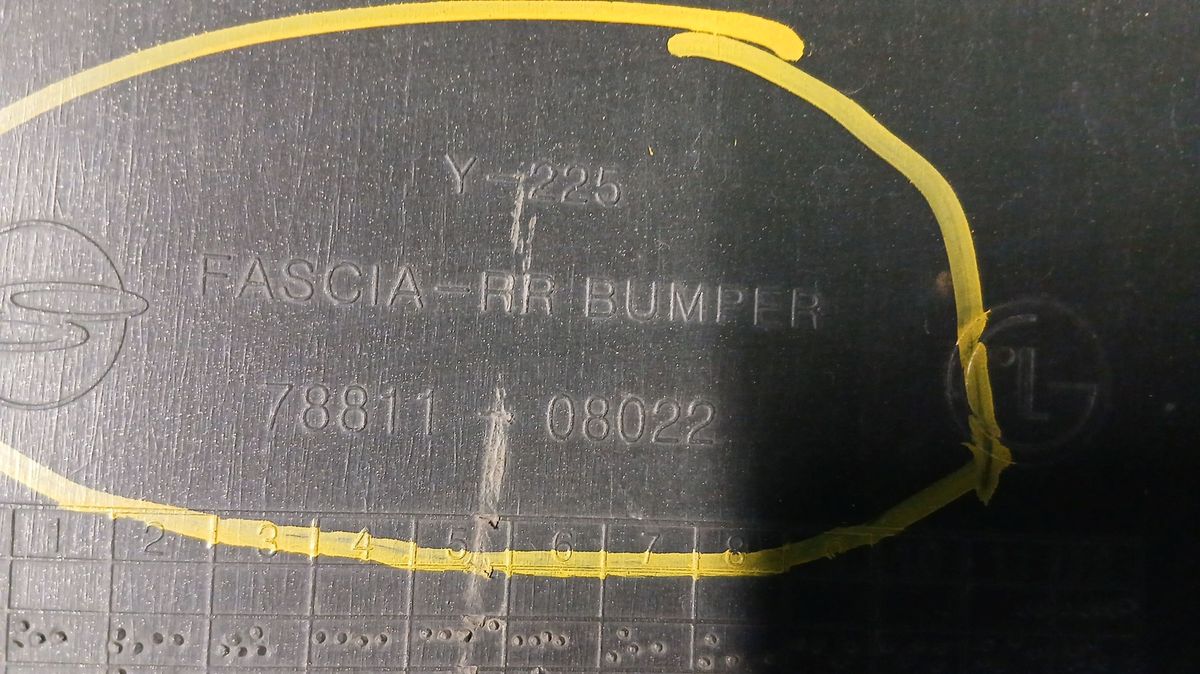 Y-225
FASCIA-RR BUMPER
78811 - 08022
1 2 3 4 5 6 7 8